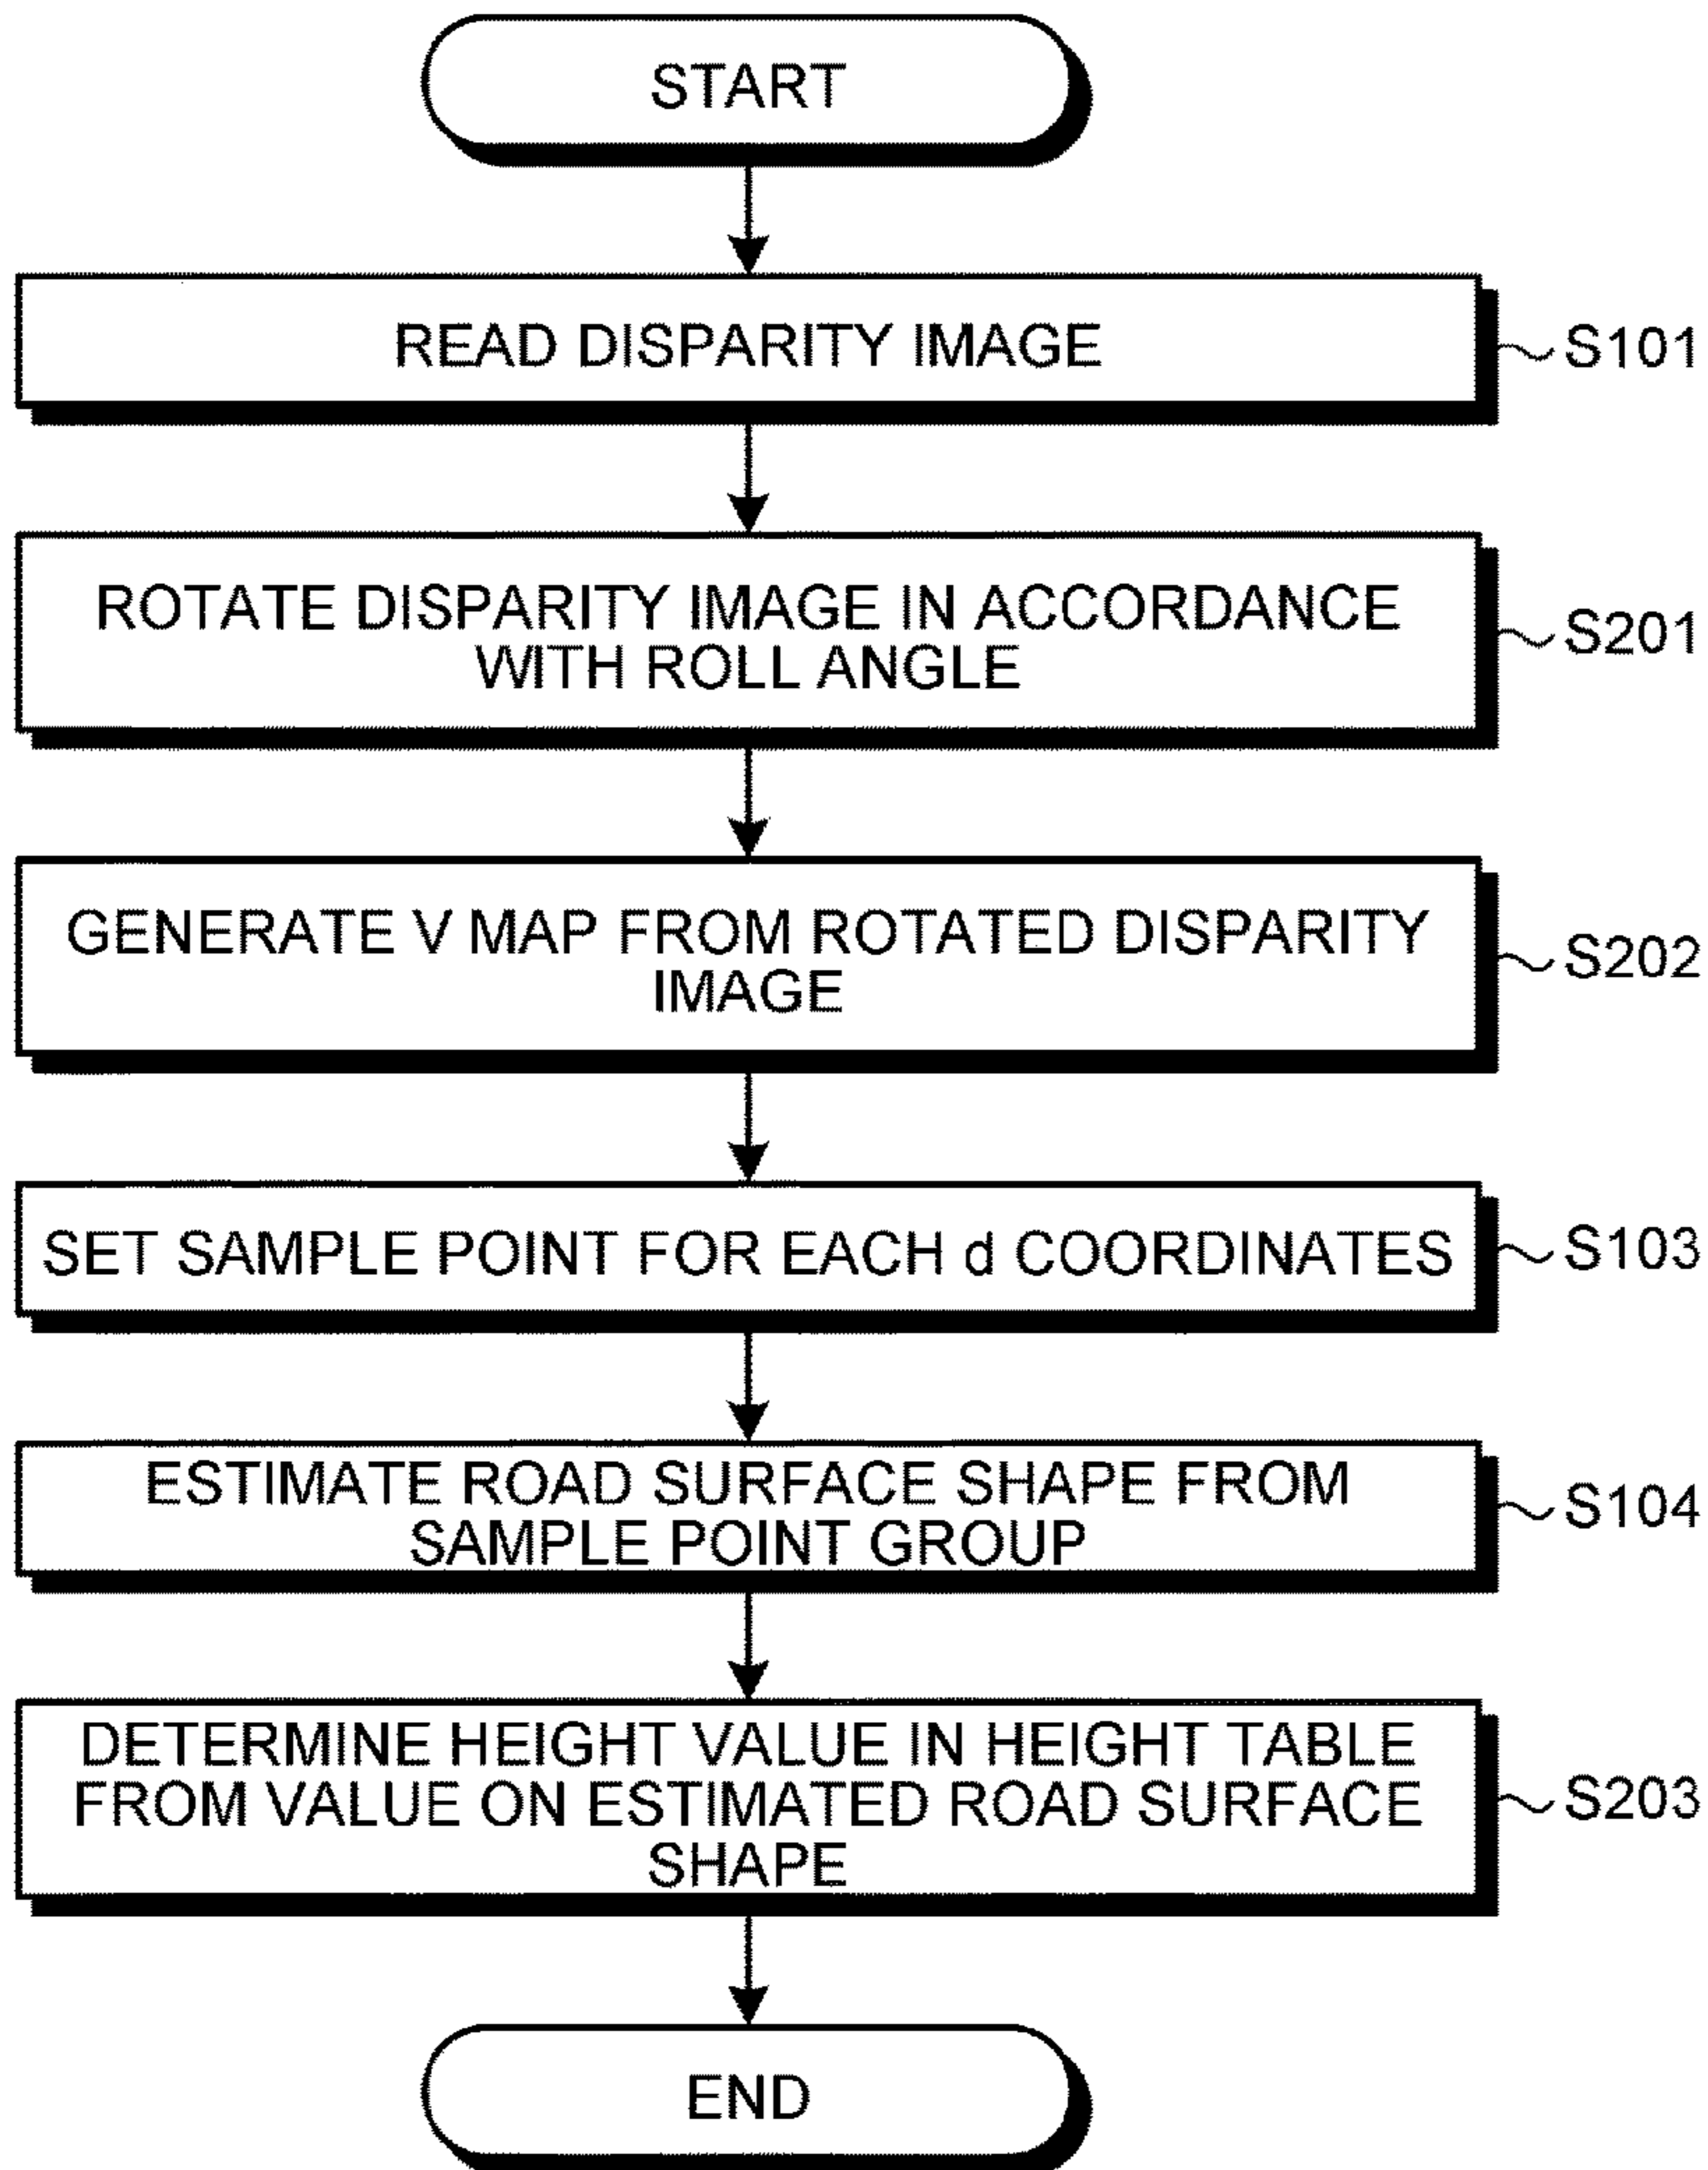 START
READ DISPARITY IMAGE
S101
ROTATE DISPARITY IMAGE IN ACCORDANCE
WITH ROLL ANGLE
S201
GENERATE V MAP FROM ROTATED DISPARITY
IMAGE
S202
SET SAMPLE POINT FOR EACH d COORDINATES
S103
ESTIMATE ROAD SURFACE SHAPE FROM
SAMPLE POINT GROUP
S104
DETERMINE HEIGHT VALUE IN HEIGHT TABLE
FROM VALUE ON ESTIMATED ROAD SURFACE
SHAPE
S203
END